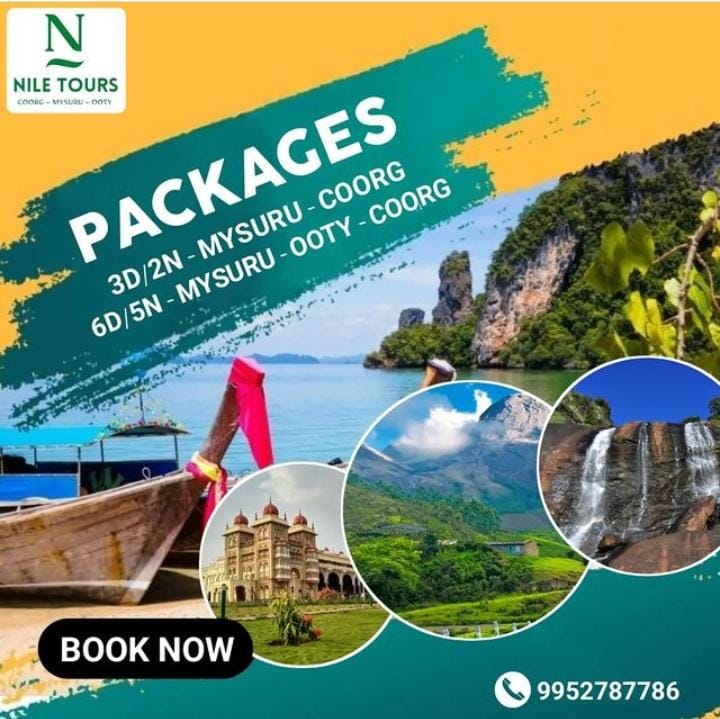 N
NILE TOURS
COORG - MYSURU - OOTY
PACKAGES
3D/2N - MYSURU - COORG
6D/5N - MYSURU - OOTY - COORG
BOOK NOW
9952787786